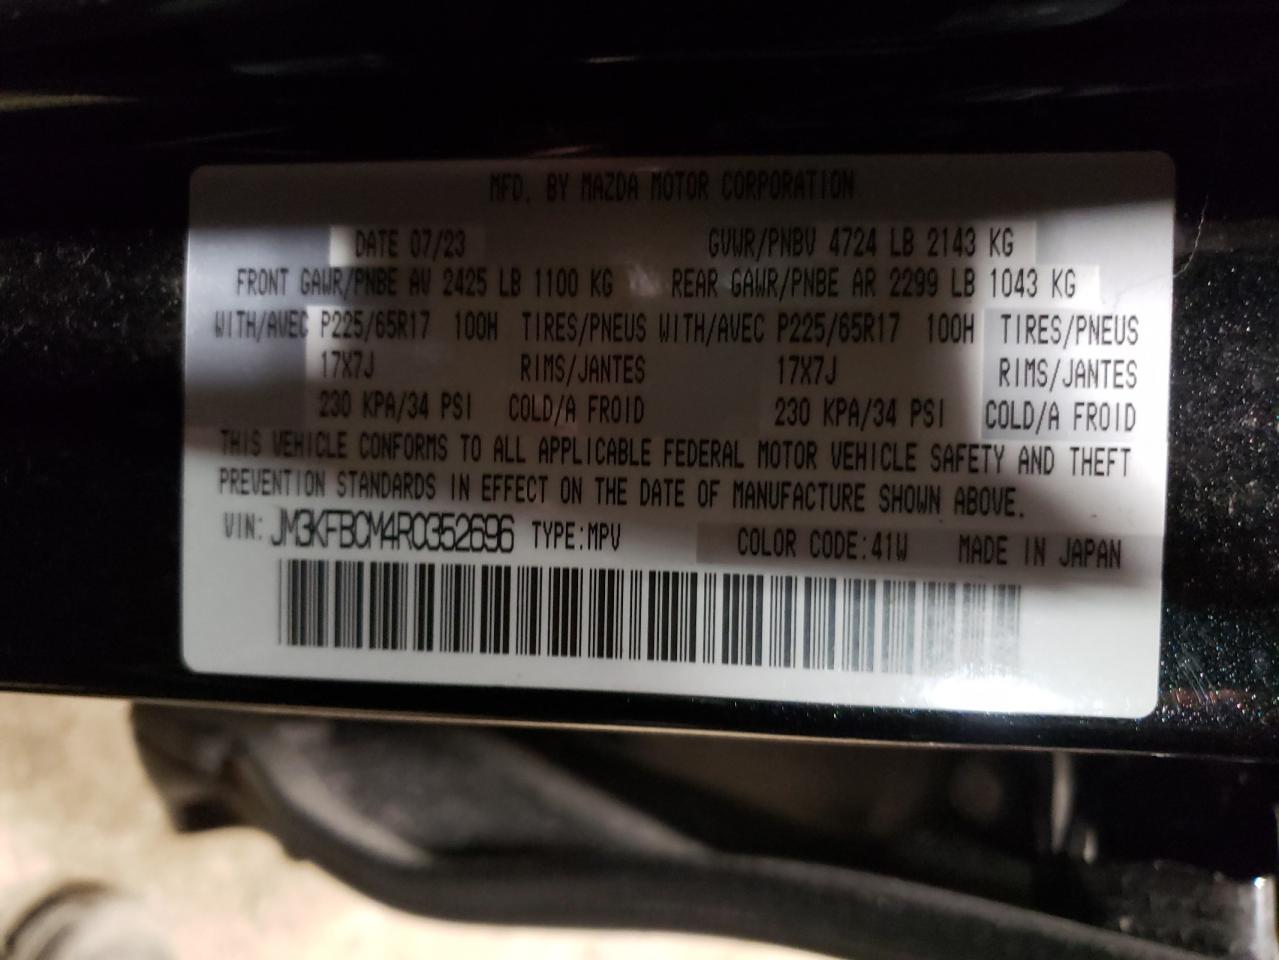 MFD. BY MAZDA MOTOR CORPORATION
DATE 07/23 GVWR/PNBV 4724 LB 2143 KG
FRONT GAWR/PNBE AV 2425 LB 1100 KG REAR GAWR/PNBE AR 2299 LB 1043 KG
WITH/AVEC P225/65R17 100H TIRES/PNEUS WITH/AVEC P225/65R17 100H TIRES/PNEUS
17X7J RIMS/JANTES 17X7J RIMS/JANTES
230 KPA/34 PSI COLD/A FROID 230 KPA/34 PSI COLD/A FROID
THIS VEHICLE CONFORMS TO ALL APPLICABLE FEDERAL MOTOR VEHICLE SAFETY AND THEFT
PREVENTION STANDARDS IN EFFECT ON THE DATE OF MANUFACTURE SHOWN ABOVE.
VIN: JM3KFBCM4R0352696 TYPE:MPV COLOR CODE:41W MADE IN JAPAN